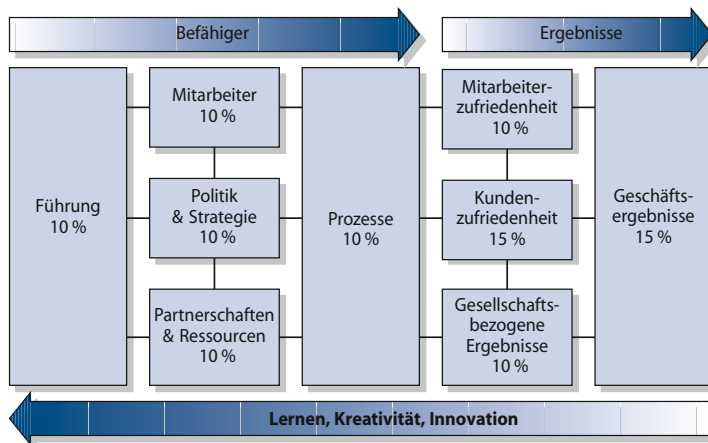 Befähiger
Ergebnisse
Führung
10 %
Mitarbeiter
10 %
Politik
& Strategie
10 %
Partnerschaften
& Ressourcen
10 %
Prozesse
10 %
Mitarbeiter-
zufriedenheit
10 %
Kunden-
zufriedenheit
15 %
Gesellschafts-
bezogene
Ergebnisse
10 %
Geschäfts-
ergebnisse
15 %
Lernen, Kreativität, Innovation